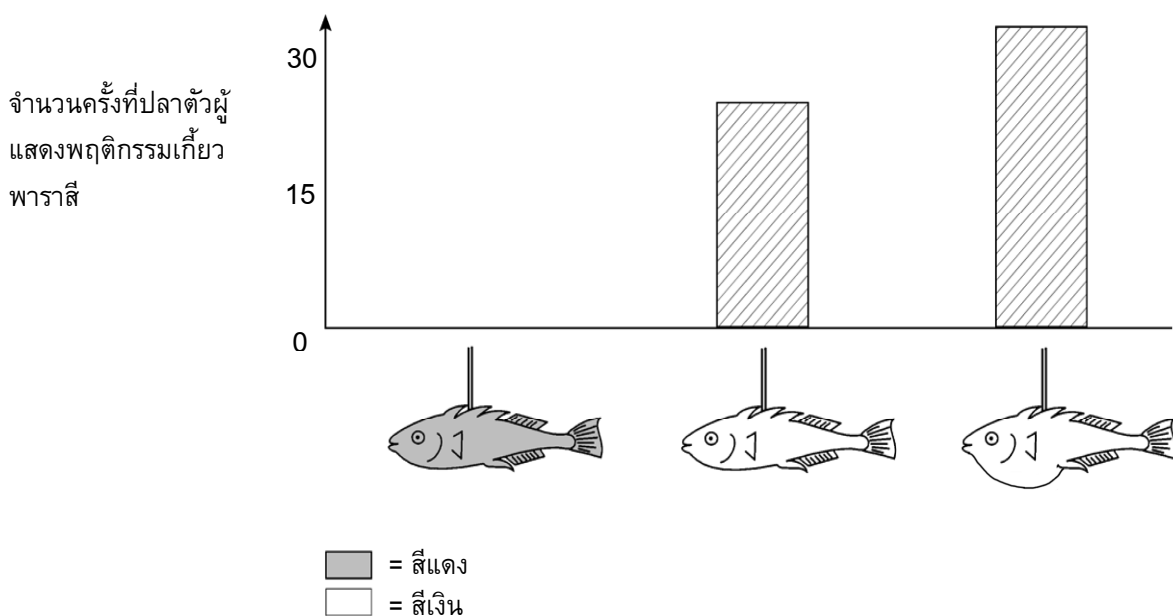 30
จำนวนครั้งที่ปลาตัวผู้
แสดงพฤติกรรมเกี้ยว
พาราสี
15
0
= สีแดง
= สีเงิน